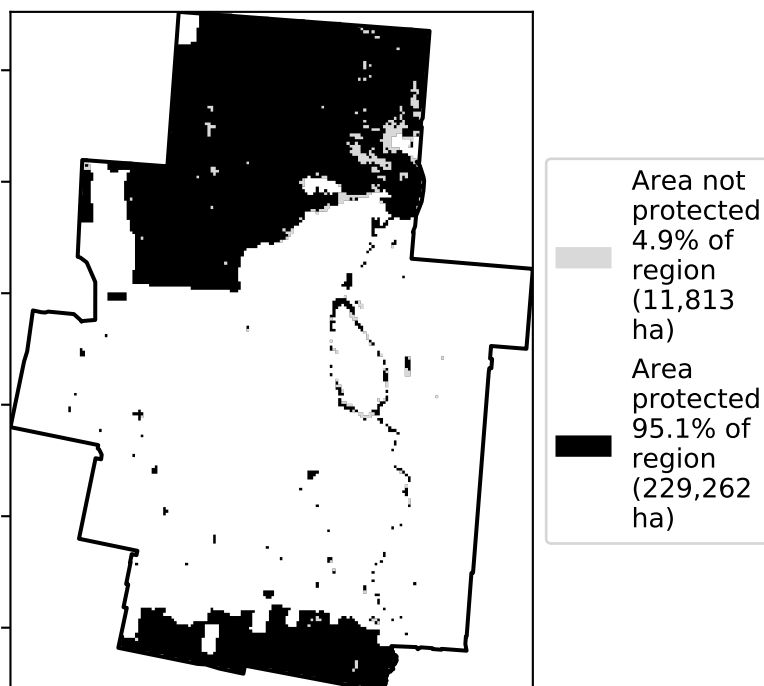 Area not
protected
4.9% of
region
(11,813
ha)
Area
protected
95.1% of
region
(229,262
ha)